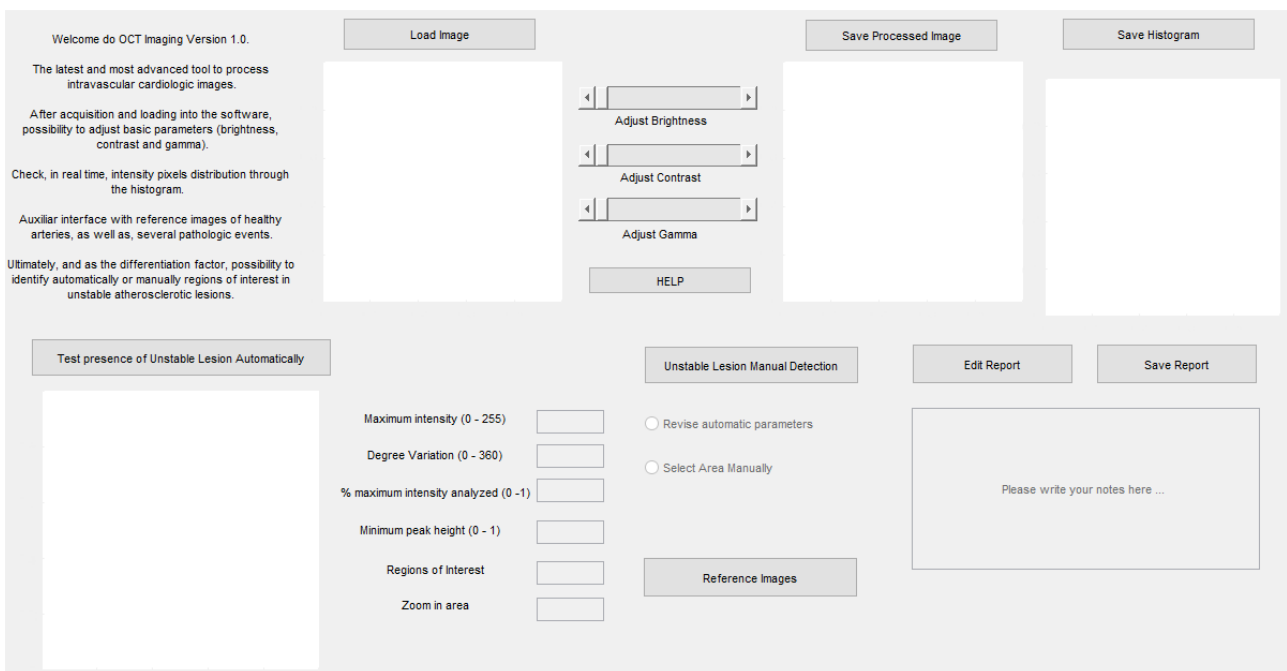 Welcome do OCT Imaging Version 1.0.
The latest and most advanced tool to process
intravascular cardiologic images.
After acquisition and loading into the software,
possibility to adjust basic parameters (brightness,
contrast and gamma).
Check, in real time, intensity pixels distribution through
the histogram.
Auxiliar interface with reference images of healthy
arteries, as well as, several pathologic events.
Ultimately, and as the differentiation factor, possibility to
identify automatically or manually regions of interest in
unstable atherosclerotic lesions.
Load Image
Adjust Brightness
Adjust Contrast
Adjust Gamma
HELP
Save Processed Image
Save Histogram
Test presence of Unstable Lesion Automatically
Maximum intensity (0 - 255)
Degree Variation (0 - 360)
% maximum intensity analyzed (0 -1)
Minimum peak height (0 - 1)
Regions of Interest
Zoom in area
Unstable Lesion Manual Detection
Revise automatic parameters
Select Area Manually
Reference Images
Edit Report
Save Report
Please write your notes here ...